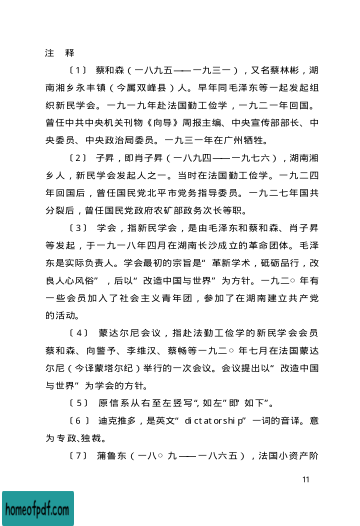 注 释
〔1〕 蔡和森（一八九五——一九三一），又名蔡林彬，湖
南湘乡永丰镇（今属双峰县）人。早年同毛泽东等一起发起组
织新民学会。一九一九年赴法国勤工俭学，一九二一年回国。
曾任中共中央机关刊物《向导》周报主编、中央宣传部部长、中
央委员、中央政治局委员。一九三一年在广州牺牲。
〔2〕 子昇，即肖子昇（一八九四——一九七六），湖南湘
乡人，新民学会发起人之一。当时在法国勤工俭学。一九二四
年回国后，曾任国民党北平市党务指导委员。一九二七年国共
分裂后，曾任国民党政府农矿部政务次长等职。
〔3〕 学会，指新民学会，是由毛泽东和蔡和森、肖子昇
等发起，于一九一八年四月在湖南长沙成立的革命团体。毛泽
东是实际负责人。学会最初的宗旨是“革新学术，砥砺品行，改
良人心风俗”，后以“改造中国与世界”为方针。一九二○年有
一些会员加入了社会主义青年团，参加了在湖南建立共产党
的活动。
〔4〕 蒙达尔尼会议，指赴法勤工俭学的新民学会会员
蔡和森、向警予、李维汉、蔡畅等一九二○年七月在法国蒙达
尔尼（今译蒙塔尔纪）举行的一次会议。会议提出以“改造中国
与世界”为学会的方针。
〔5〕 原信系从右至左竖写“，如左”即“如下”。
〔6〕 迪克推多，是英文“dictatorship”一词的音译。意
为专政、独裁。
〔7〕 蒲鲁东（一八○九——一八六五），法国小资产阶
11
homeofpdf.com